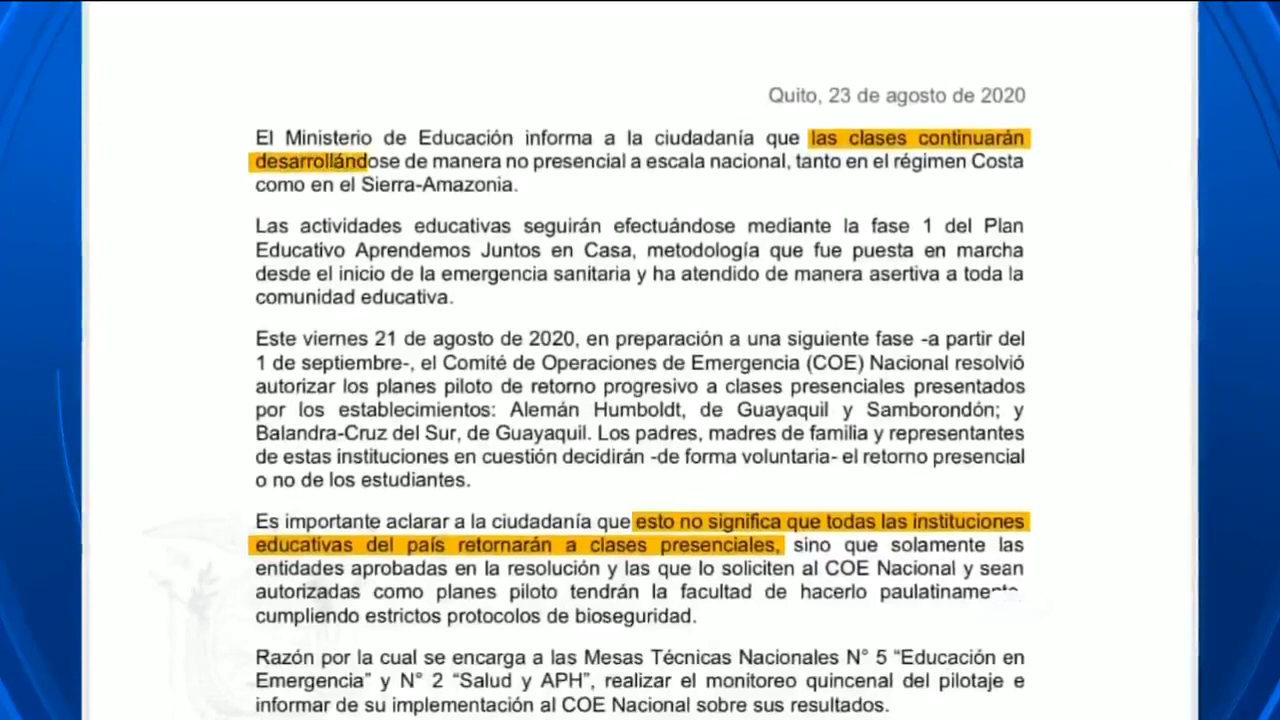 Quito, 23 de agosto de 2020
El Ministerio de Educación informa a la ciudadanía que las clases continuarán
desarrollándose de manera no presencial a escala nacional, tanto en el régimen Costa
como en el Sierra-Amazonia.
Las actividades educativas seguirán efectuándose mediante la fase 1 del Plan
Educativo Aprendemos Juntos en Casa, metodología que fue puesta en marcha
desde el inicio de la emergencia sanitaria y ha atendido de manera asertiva a toda la
comunidad educativa.
Este viernes 21 de agosto de 2020, en preparación a una siguiente fase -a partir del
1 de septiembre-, el Comité de Operaciones de Emergencia (COE) Nacional resolvió
autorizar los planes piloto de retorno progresivo a clases presenciales presentados
por los establecimientos: Alemán Humboldt, de Guayaquil y Samborondón; y
Balandra-Cruz del Sur, de Guayaquil. Los padres, madres de familia y representantes
de estas instituciones en cuestión decidirán -de forma voluntaria- el retorno presencial
o no de los estudiantes.
Es importante aclarar a la ciudadanía que esto no significa que todas las instituciones
educativas del país retornarán a clases presenciales, sino que solamente las
entidades aprobadas en la resolución y las que lo soliciten al COE Nacional y sean
autorizadas como planes piloto tendrán la facultad de hacerlo paulatinamente,
cumpliendo estrictos protocolos de bioseguridad.
Razón por la cual se encarga a las Mesas Técnicas Nacionales N° 5 “Educación en
Emergencia” y N° 2 “Salud y APH”, realizar el monitoreo quincenal del pilotaje e
informar de su implementación al COE Nacional sobre sus resultados.